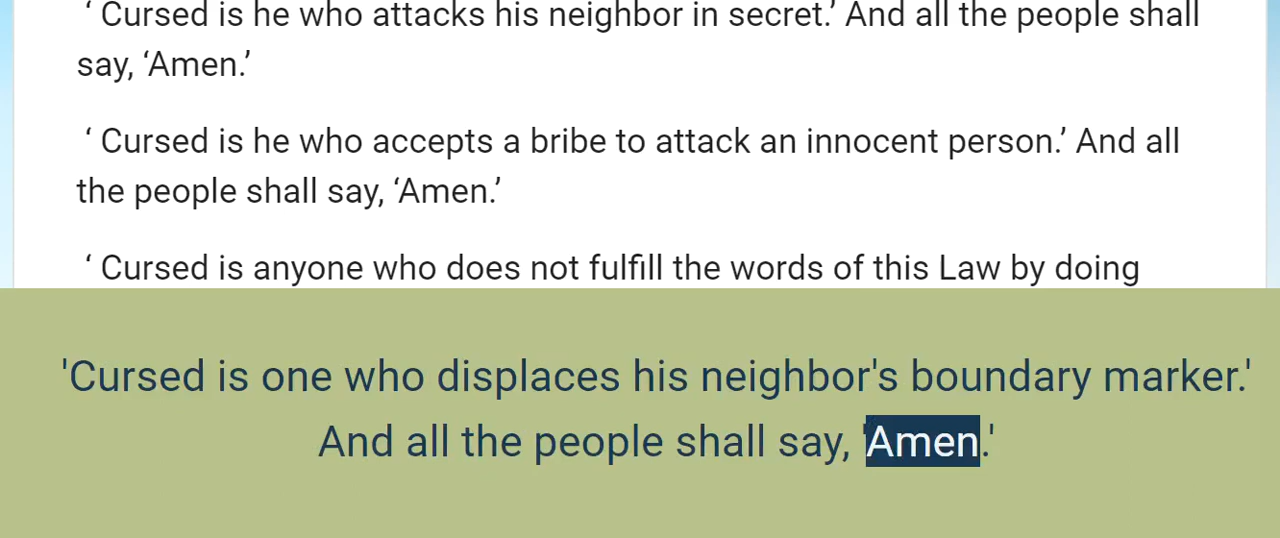 ‘ Cursed is he who attacks his neighbor in secret.’ And all the people shall
say, ‘Amen.’
‘ Cursed is he who accepts a bribe to attack an innocent person.’ And all
the people shall say, ‘Amen.’
‘ Cursed is anyone who does not fulfill the words of this Law by doing
'Cursed is one who displaces his neighbor's boundary marker.'
And all the people shall say, 'Amen.'